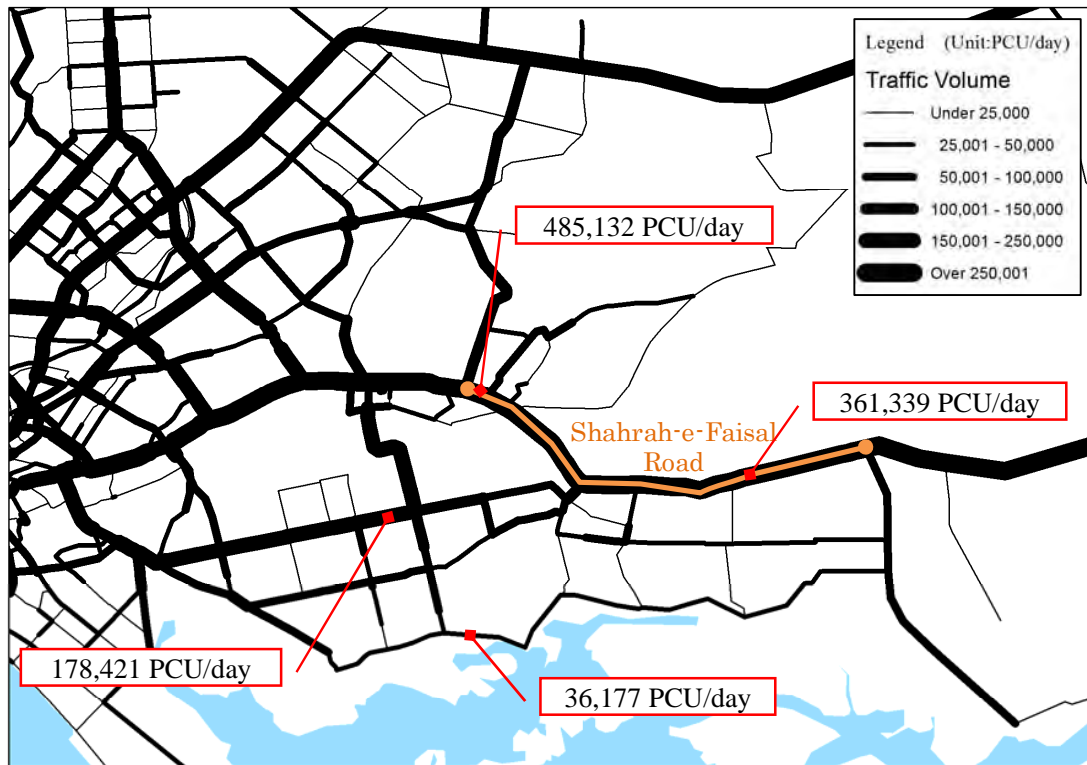 Legend (Unit:PCU/day)
Traffic Volume
Under 25,000
25,001 - 50,000
50,001 - 100,000
100,001 - 150,000
150,001 - 250,000
Over 250,001
485,132 PCU/day
361,339 PCU/day
Shahrah-e-Faisal
Road
178,421 PCU/day
36,177 PCU/day